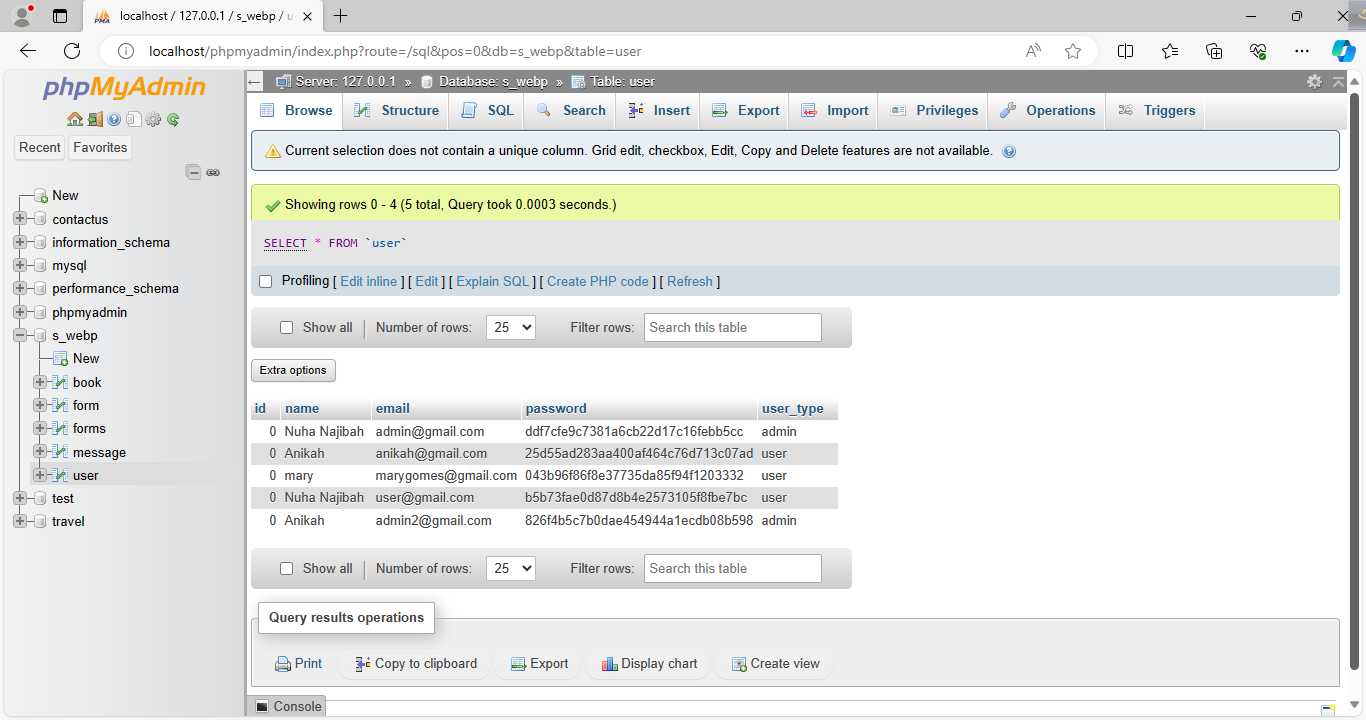 localhost / 127.0.0.1 / s_webp / u
localhost/phpmyadmin/index.php?route=/sql&pos=0&db=s_webp&table=user
phpMyAdmin
Recent Favorites
New
contactus
information_schema
mysql
performance_schema
phpmyadmin
s_webp
New
book
form
forms
message
user
test
travel
Server: 127.0.0.1 » Database: s_webp » Table: user
Browse Structure SQL Search Insert Export Import Privileges Operations Triggers
Current selection does not contain a unique column. Grid edit, checkbox, Edit, Copy and Delete features are not available.
Showing rows 0 - 4 (5 total, Query took 0.0003 seconds.)
SELECT * FROM `user`
Profiling [ Edit inline ] [ Edit ] [ Explain SQL ] [ Create PHP code ] [ Refresh ]
Show all Number of rows: 25 Filter rows: Search this table
Extra options
id name email password user_type
0 Nuha Najibah admin@gmail.com ddf7cfe9c7381a6cb22d17c16febb5cc admin
0 Anikah anikah@gmail.com 25d55ad283aa400af464c76d713c07ad user
0 mary marygomes@gmail.com 043b96f86f8e37735da85f94f1203332 user
0 Nuha Najibah user@gmail.com b5b73fae0d87d8b4e2573105f8fbe7bc user
0 Anikah admin2@gmail.com 826f4b5c7b0dae454944a1ecdb08b598 admin
Show all Number of rows: 25 Filter rows: Search this table
Query results operations
Print Copy to clipboard Export Display chart Create view
Console